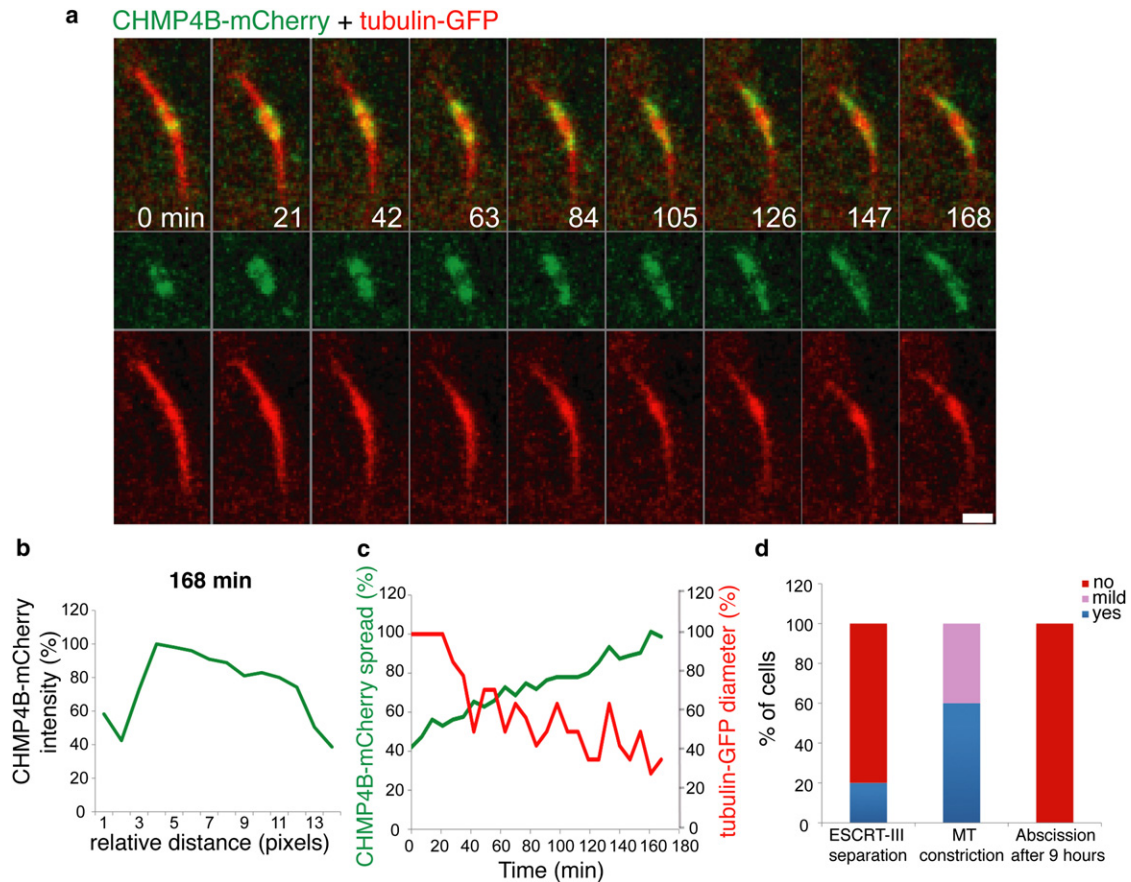 a
CHMP4B-mCherry + tubulin-GFP
0 min 21 42 63 84 105 126 147 168
b
168 min
CHMP4B-mCherry
intensity (%)
120
100
80
60
40
20
0
1 3 5 7 9 11 13
relative distance (pixels)
c
CHMP4B-mCherry spread (%)
120
100
80
60
40
20
0
0 20 40 60 80 100 120 140 160 180
Time (min)
120
100
80
60
40
20
0
tubulin-GFP diameter (%)
d
no
mild
yes
% of cells
120
100
80
60
40
20
0
ESCRT-III
separation
MT
constriction
Abscission
after 9 hours